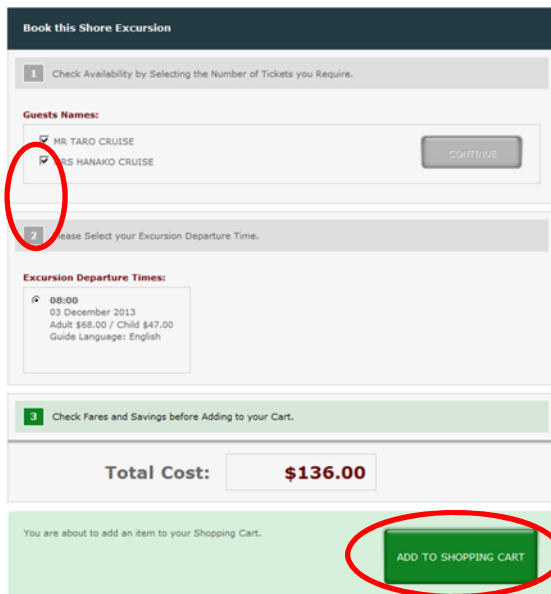 Book this Shore Excursion
1 Check Availability by Selecting the Number of Tickets you Require.
Guests Names:
MR TARO CRUISE
CONTINUE
MRS HANAKO CRUISE
2 Please Select your Excursion Departure Time.
Excursion Departure Times:
08:00
03 December 2013
Adult $68.00 / Child $47.00
Guide Language: English
3 Check Fares and Savings before Adding to your Cart.
Total Cost: $136.00
You are about to add an item to your Shopping Cart.
ADD TO SHOPPING CART